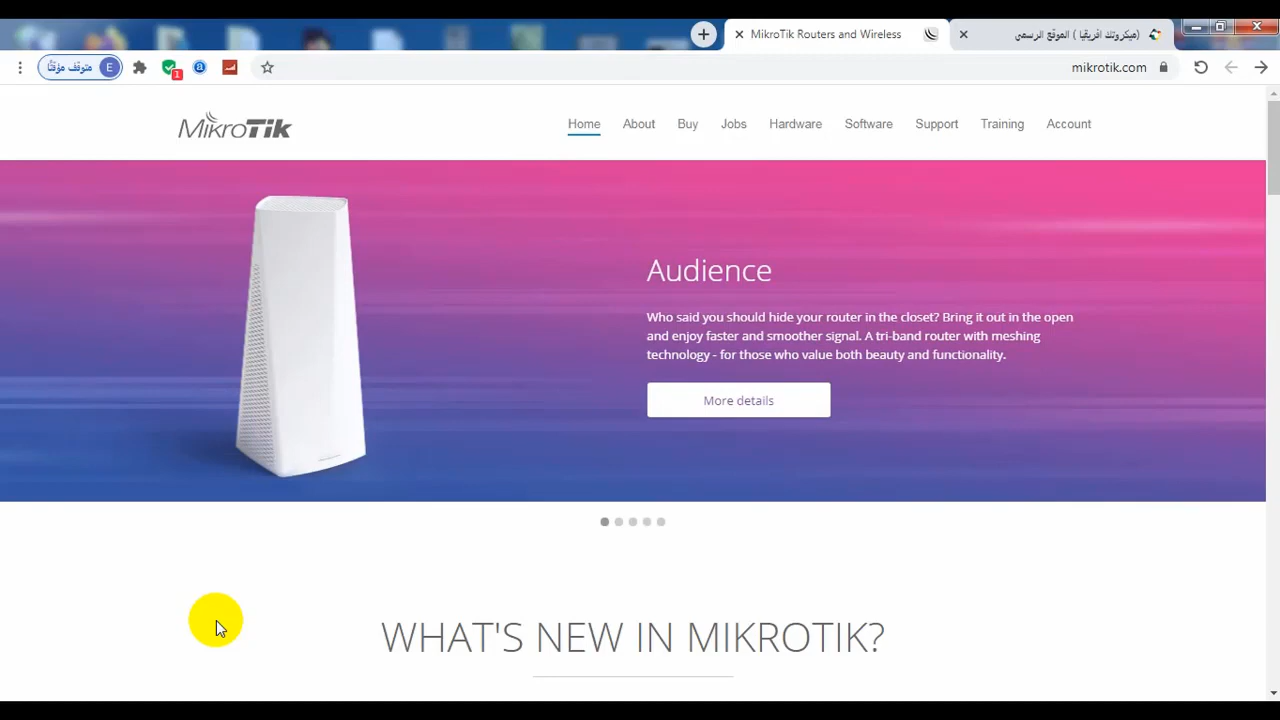 MikroTik Routers and Wireless
(ميكروتك افريقيا ) الموقع الرسمي
متوقف مؤقتًا
E
1
a
mikrotik.com
MikroTik
Home About Buy Jobs Hardware Software Support Training Account
Audience
Who said you should hide your router in the closet? Bring it out in the open
and enjoy faster and smoother signal. A tri-band router with meshing
technology - for those who value both beauty and functionality.
More details
WHAT'S NEW IN MIKROTIK?